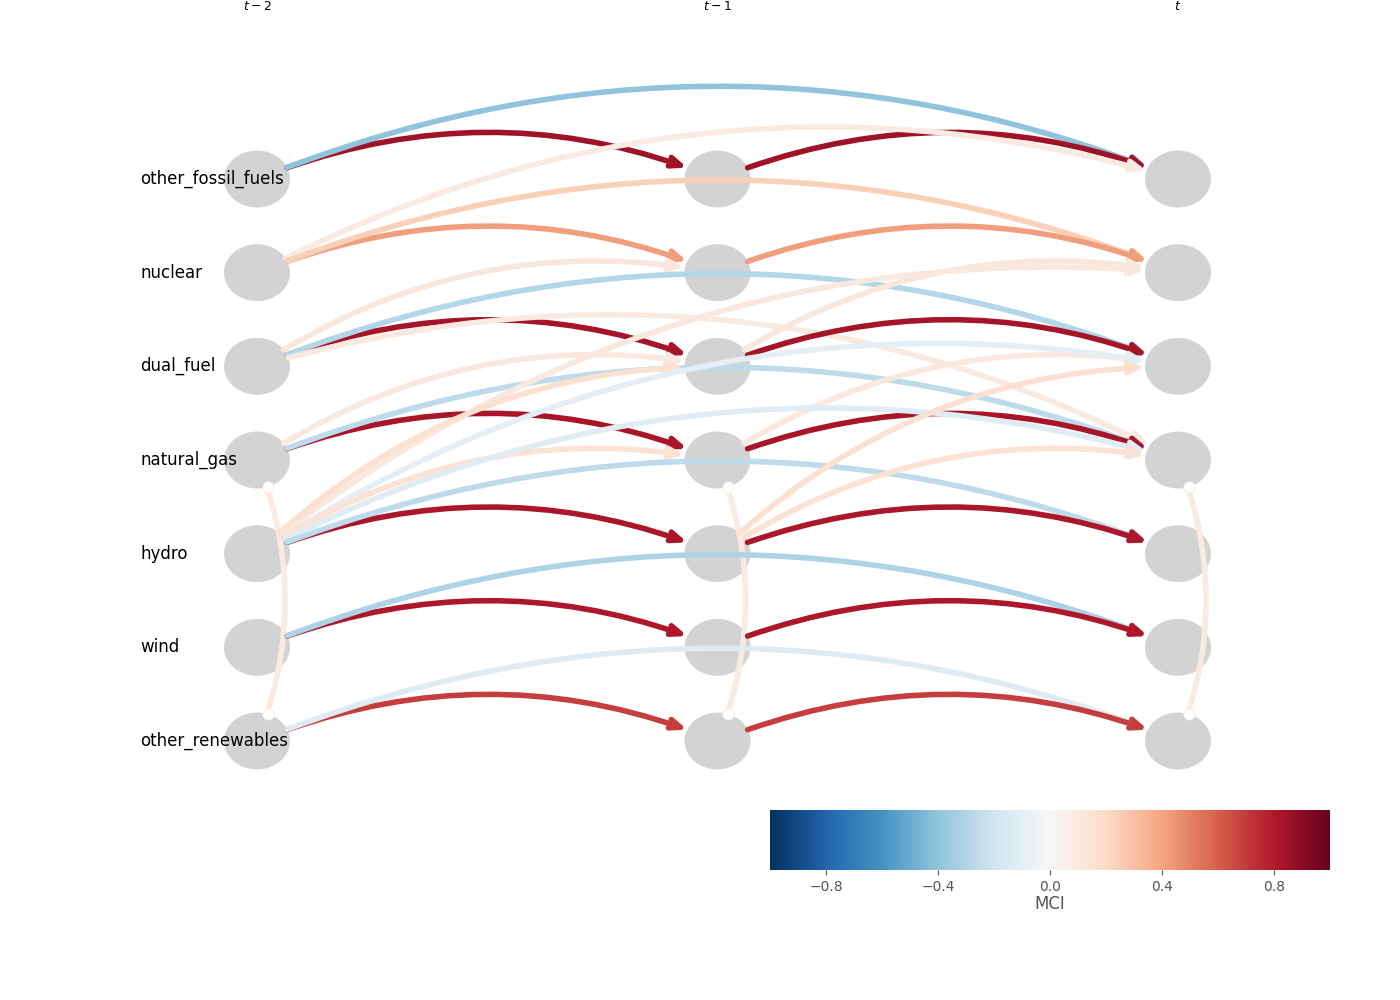 t − 2 t − 1 t
other_fossil_fuels
nuclear
dual_fuel
natural_gas
hydro
wind
other_renewables
−0.8 −0.4 0.0 0.4 0.8
MCI